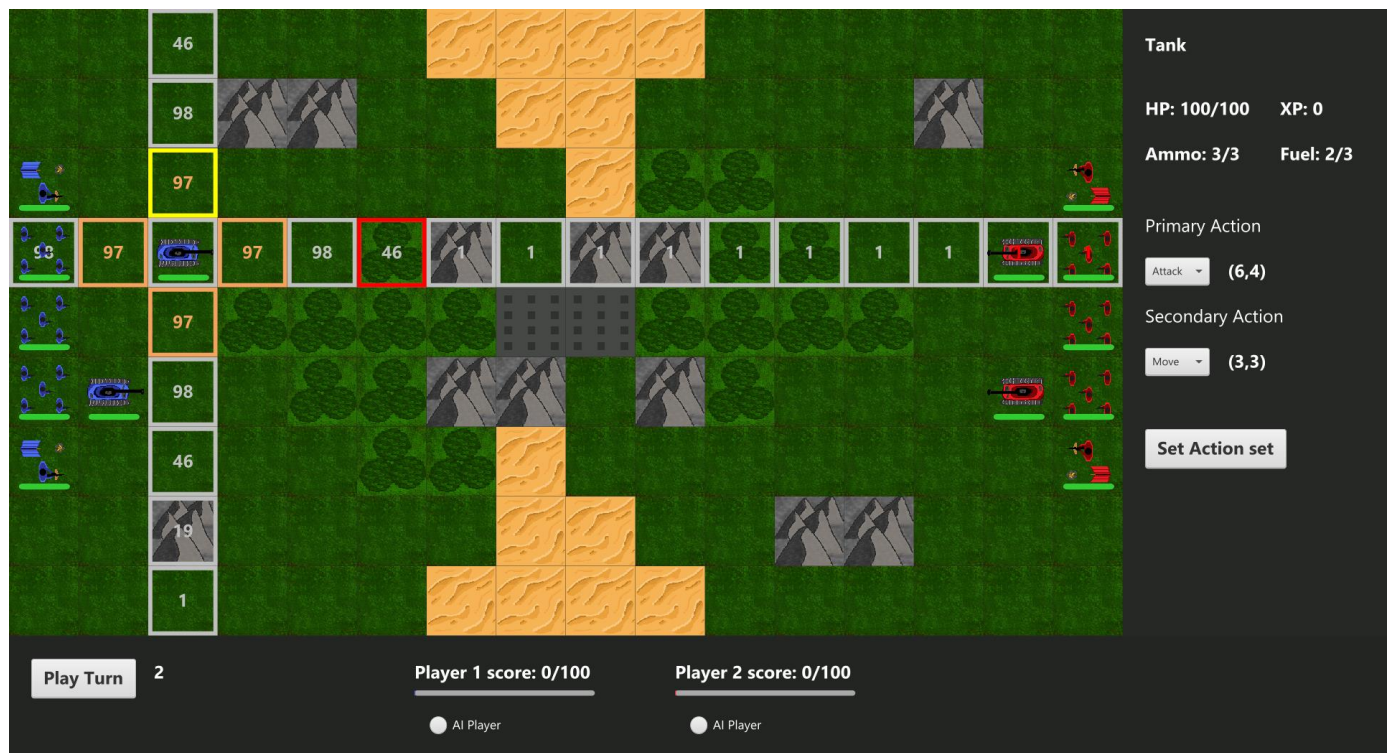 46
Tank
98
HP: 100/100 XP: 0
Ammo: 3/3 Fuel: 2/3
97
Primary Action
98 97 97 98 46 1 1 1 1 1 1 1 1
Attack (6,4)
Secondary Action
97
Move (3,3)
98
Set Action set
46
19
1
Play Turn 2 Player 1 score: 0/100 Player 2 score: 0/100
AI Player AI Player